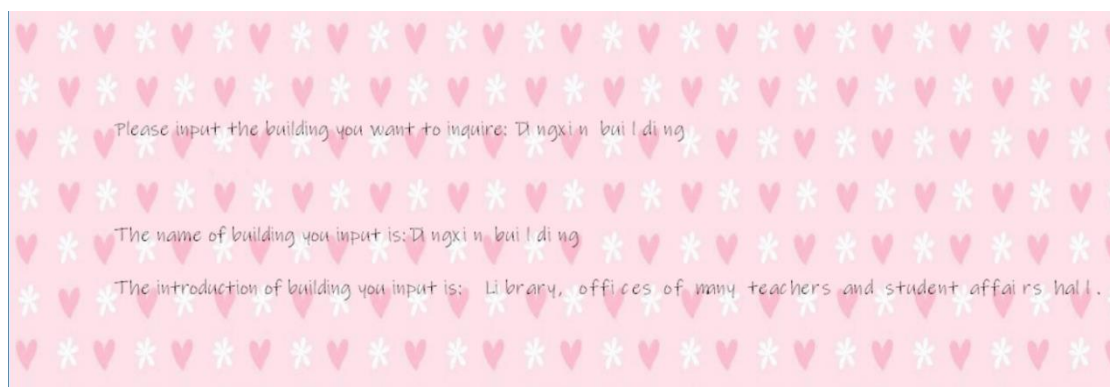 Please input the building you want to inquire: Dingxin building
The name of building you input is:Dingxin building
The introduction of building you input is: Library, offices of many teachers and student affairs hall.